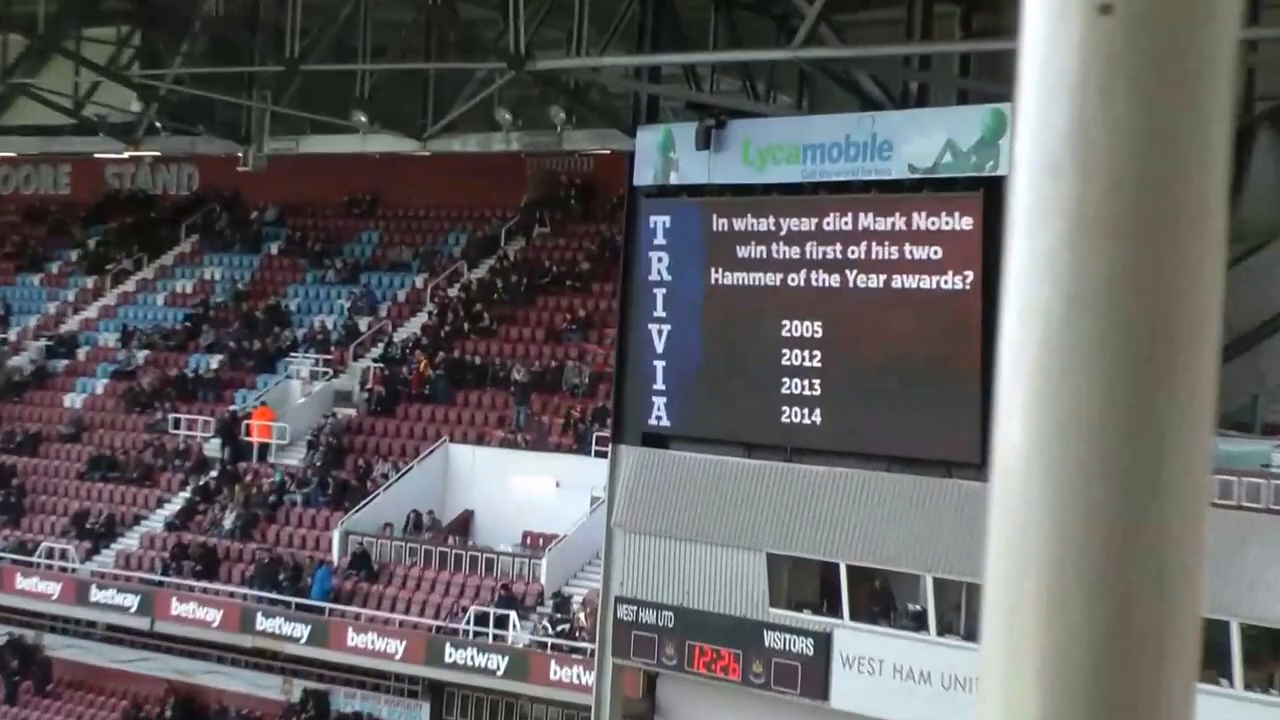 OORE STAND
Lycamobile
TRIVIA
In what year did Mark Noble
win the first of his two
Hammer of the Year awards?
2005
2012
2013
2014
betway betway betway betway betway betway betw
WEST HAM UTD
VISITORS
12:26
WEST HAM UNIT